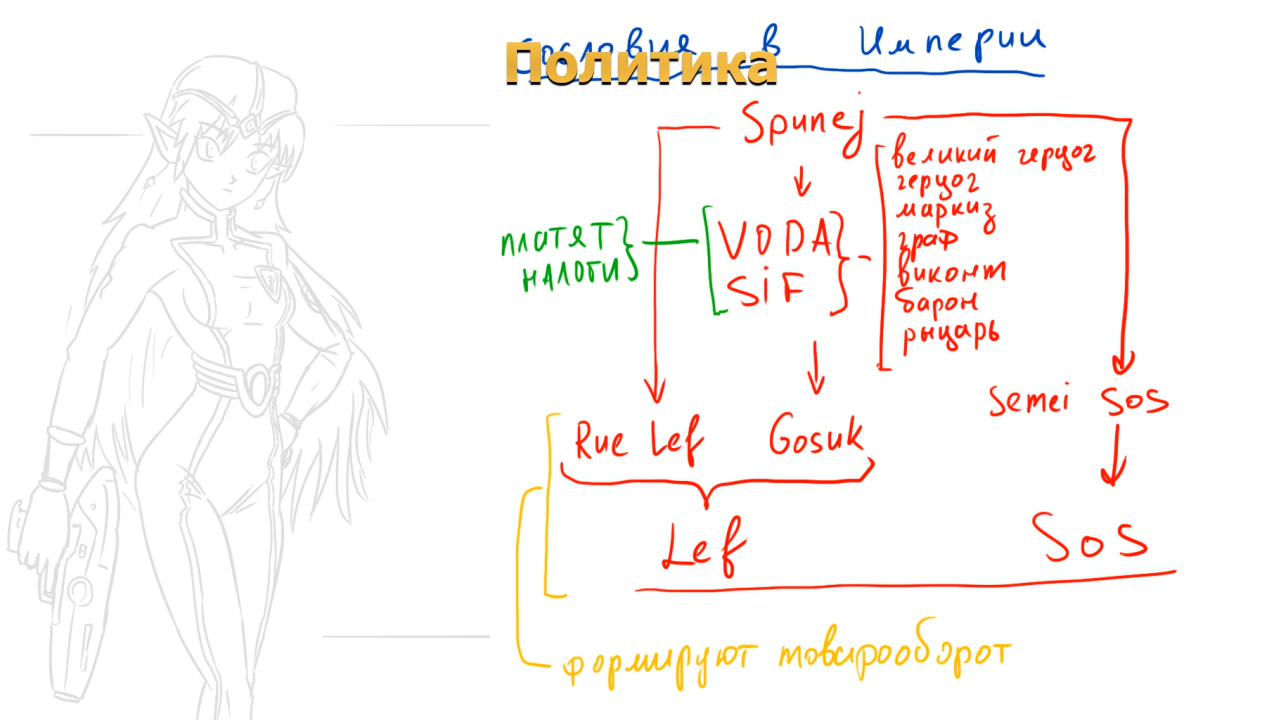 Сословия в Империи
Политика
Spunej
великий герцог
герцог
маркиз
граф
виконт
барон
рыцарь
платят
налоги
VODA
SiF
Semei SOS
Rue Lef
Gosuk
Lef
SOS
формируют товарооборот